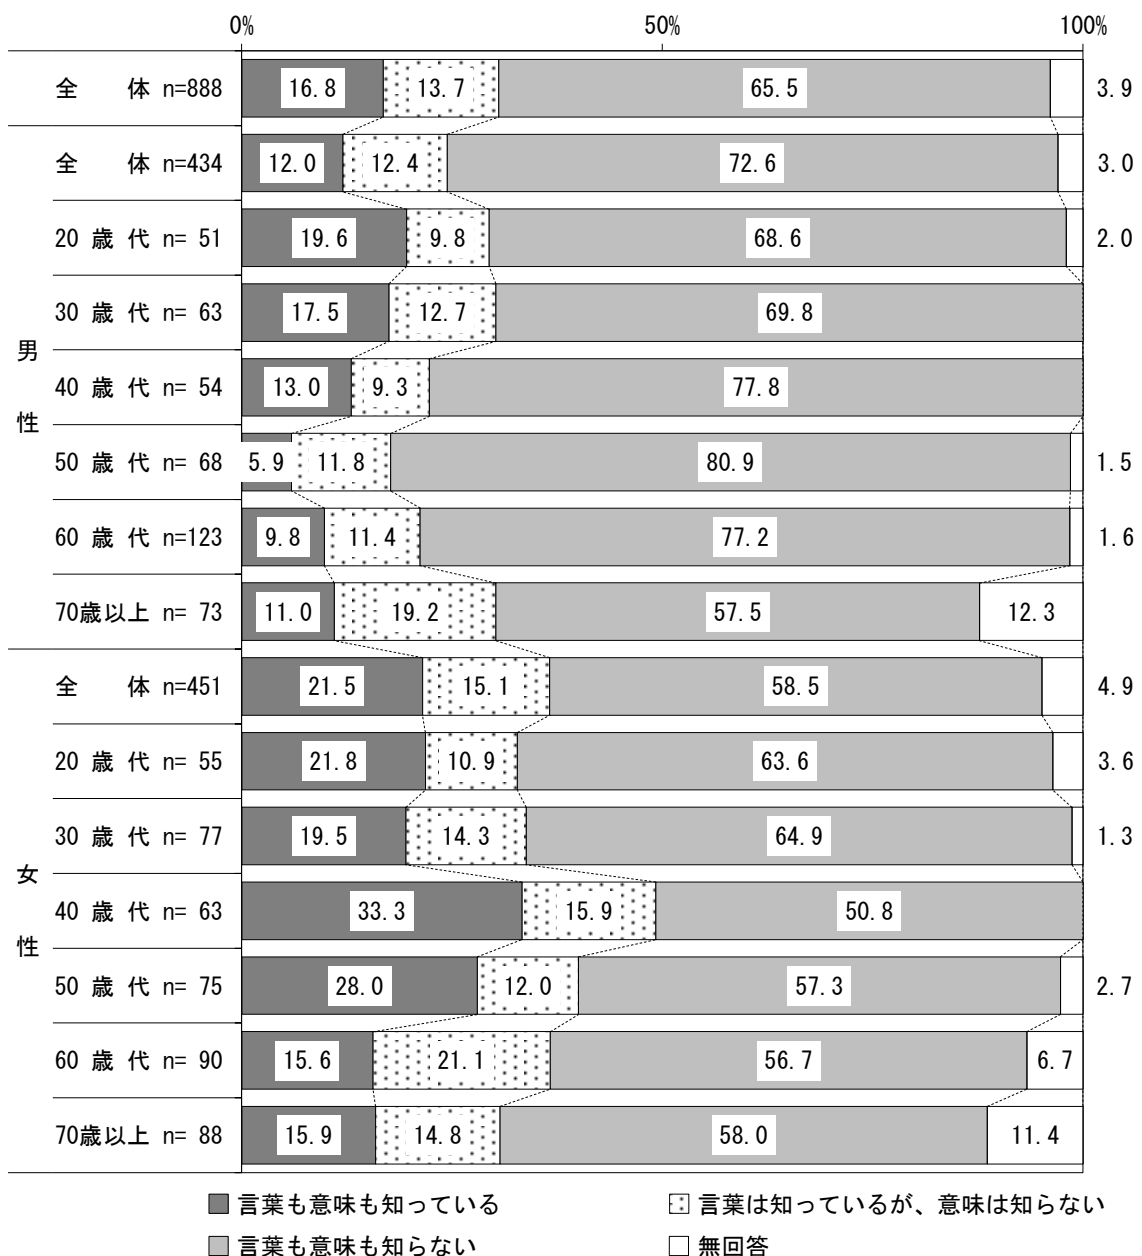 0% 50% 100%
全 体 n=888 16.8 13.7 65.5 3.9
全 体 n=434 12.0 12.4 72.6 3.0
20 歳 代 n= 51 19.6 9.8 68.6 2.0
30 歳 代 n= 63 17.5 12.7 69.8
男
40 歳 代 n= 54 13.0 9.3 77.8
性
50 歳 代 n= 68 5.9 11.8 80.9 1.5
60 歳 代 n=123 9.8 11.4 77.2 1.6
70歳以上 n= 73 11.0 19.2 57.5 12.3
全 体 n=451 21.5 15.1 58.5 4.9
20 歳 代 n= 55 21.8 10.9 63.6 3.6
30 歳 代 n= 77 19.5 14.3 64.9 1.3
女
40 歳 代 n= 63 33.3 15.9 50.8
性
50 歳 代 n= 75 28.0 12.0 57.3 2.7
60 歳 代 n= 90 15.6 21.1 56.7 6.7
70歳以上 n= 88 15.9 14.8 58.0 11.4
言葉も意味も知っている 言葉は知っているが、意味は知らない
言葉も意味も知らない 無回答